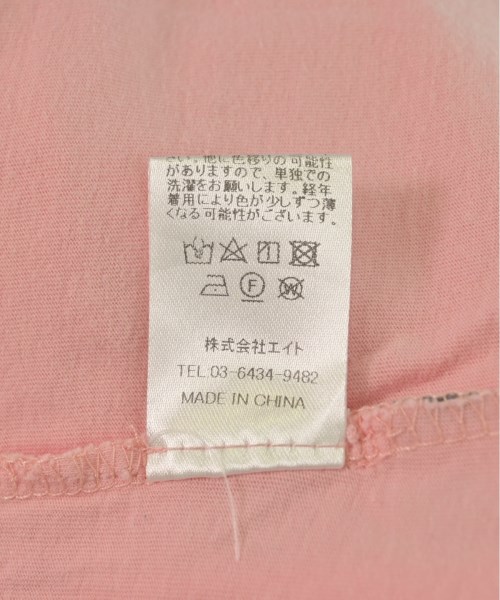 さい。他に色移りの可能性
がありますので、単独での
洗濯をお願いします。経年
着用により色が少しずつ薄
くなる可能性がございます。
F W
株式会社エイト
TEL.03-6434-9482
MADE IN CHINA